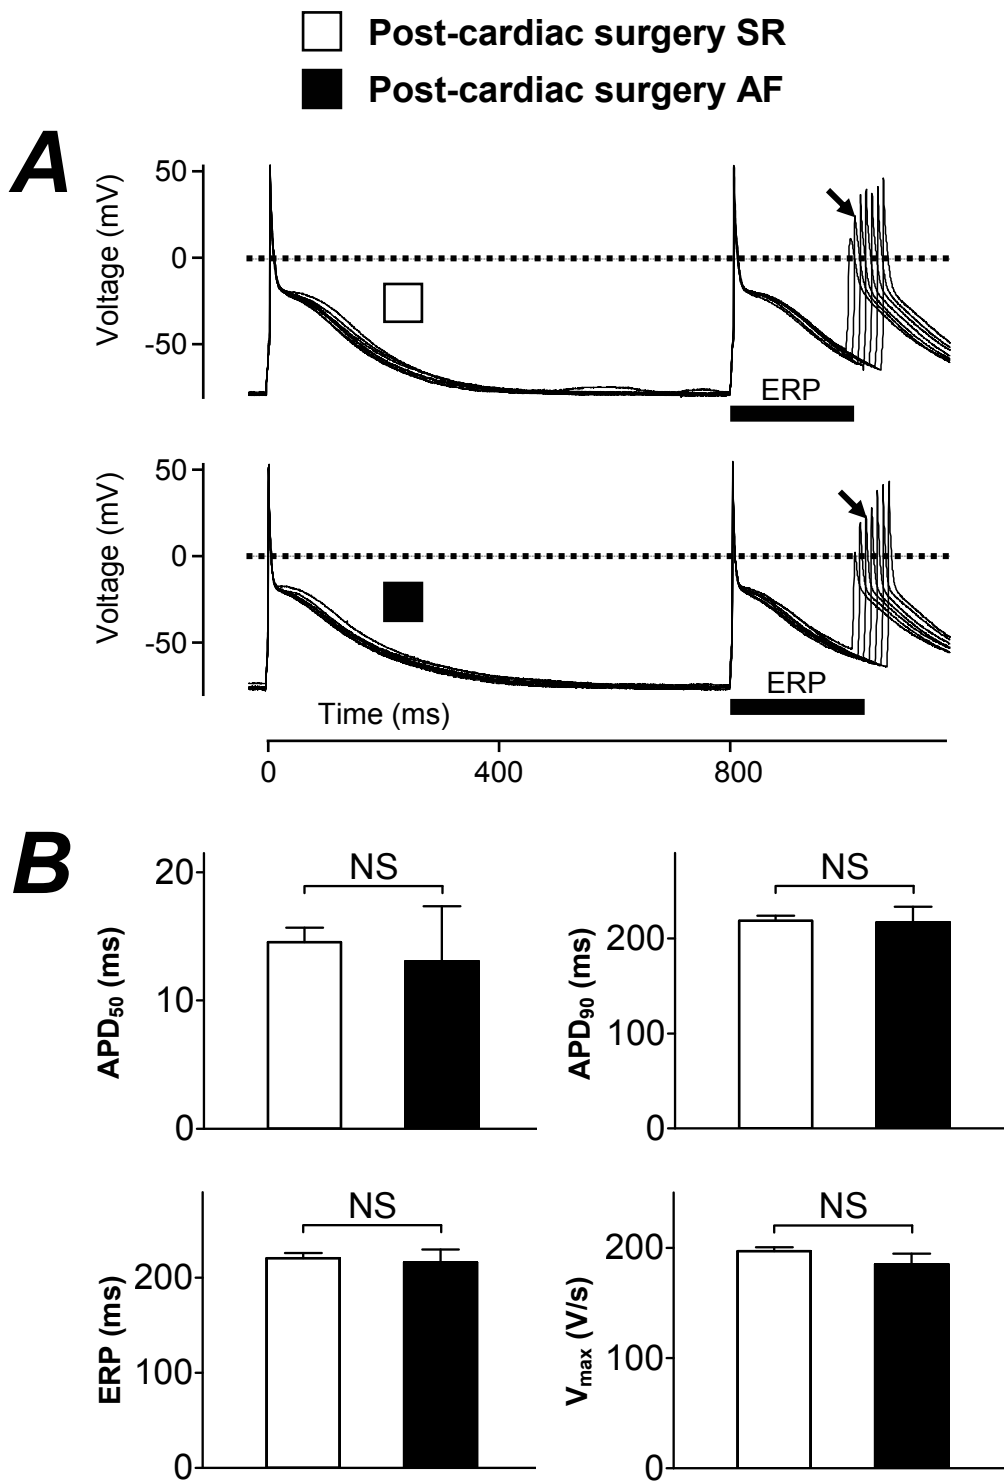 Post-cardiac surgery SR
Post-cardiac surgery AF
A
Voltage (mV)
50
0
-50
ERP
Voltage (mV)
50
0
-50
ERP
Time (ms)
0 400 800
B
APD50 (ms)
20
10
0
NS
APD90 (ms)
200
100
0
NS
ERP (ms)
200
100
0
NS
Vmax (V/s)
200
100
0
NS